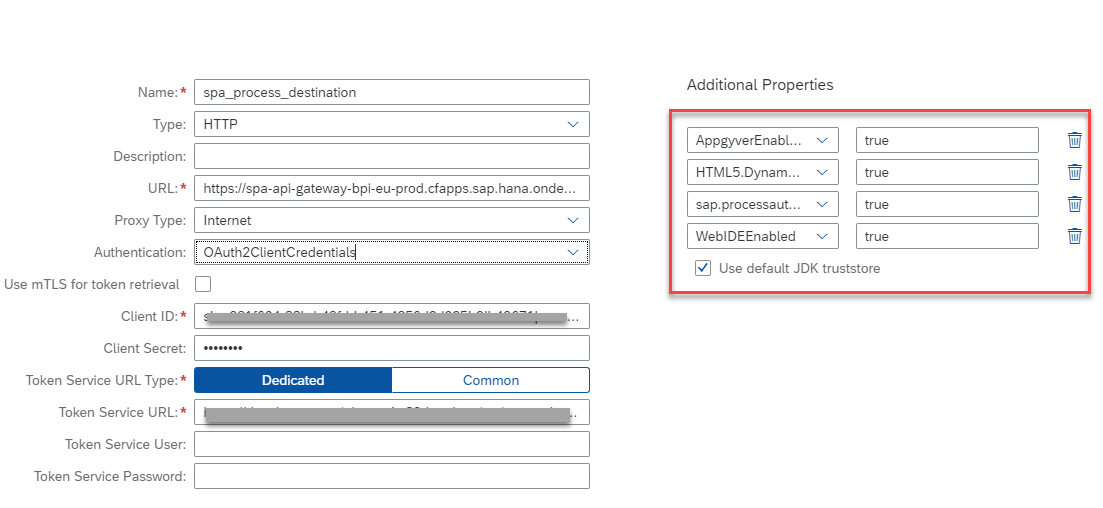 Name:* spa_process_destination
Type: HTTP
Description:
URL:* https://spa-api-gateway-bpi-eu-prod.cfapps.sap.hana.onde...
Proxy Type: Internet
Authentication: OAuth2ClientCredentials
Use mTLS for token retrieval
Client ID:*
Client Secret: ••••••••
Token Service URL Type:* Dedicated Common
Token Service URL:*
Token Service User:
Token Service Password:
Additional Properties
AppgyverEnabl... true
HTML5.Dynam... true
sap.processaut... true
WebIDEEnabled true
Use default JDK truststore